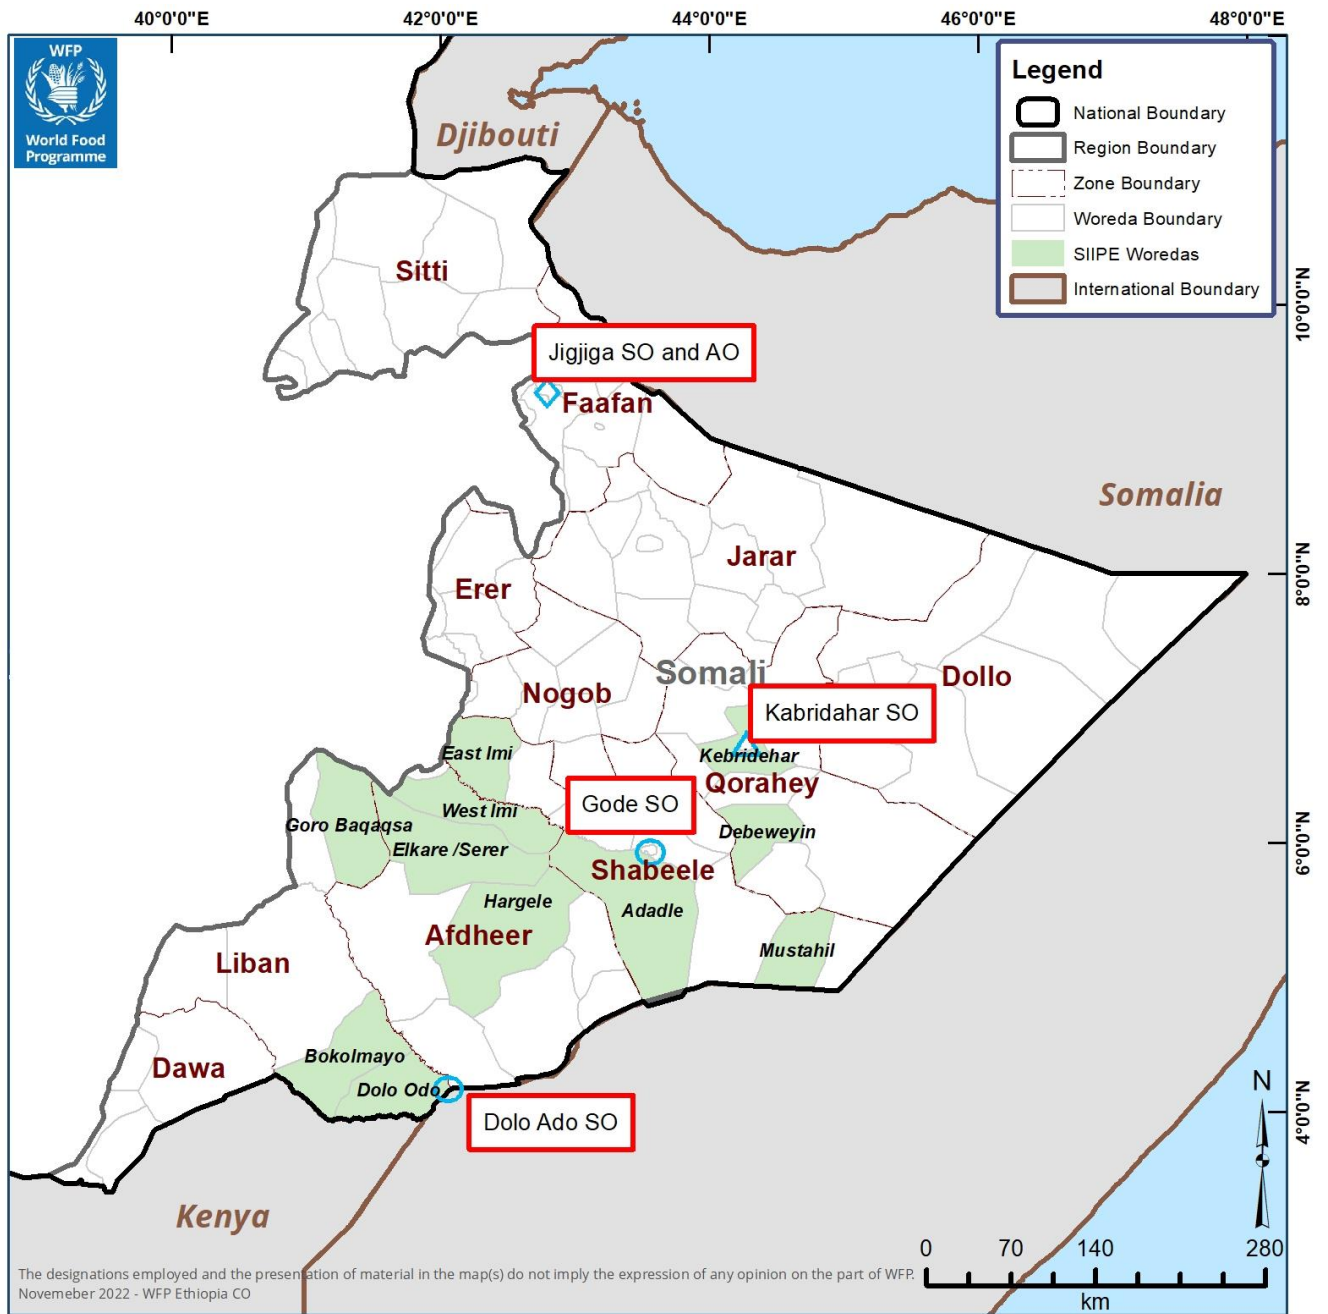 40°0'0"E
42°0'0"E
44°0'0"E
46°0'0"E
48°0'0"E
WFP
World Food
Programme
Legend
National Boundary
Region Boundary
Zone Boundary
Woreda Boundary
SIIPE Woredas
International Boundary
Djibouti
Sitti
10°0'0"N
Jigjiga SO and AO
Faafan
Somalia
Jarar
Erer
8°0'0"N
Somali
Dollo
Nogob
Kabridahar SO
East Imi
Kebridehar
Qorahey
Gode SO
West Imi
Goro Baqaqsa
Debeweyin
Elkare /Serer
6°0'0"N
Shabeele
Hargele
Adadle
Afdheer
Mustahil
Liban
Bokolmayo
Dawa
Dolo Odo
N
4°0'0"N
Dolo Ado SO
Kenya
0
70
140
280
km
The designations employed and the presentation of material in the map(s) do not imply the expression of any opinion on the part of WFP.
Novemeber 2022 - WFP Ethiopia CO